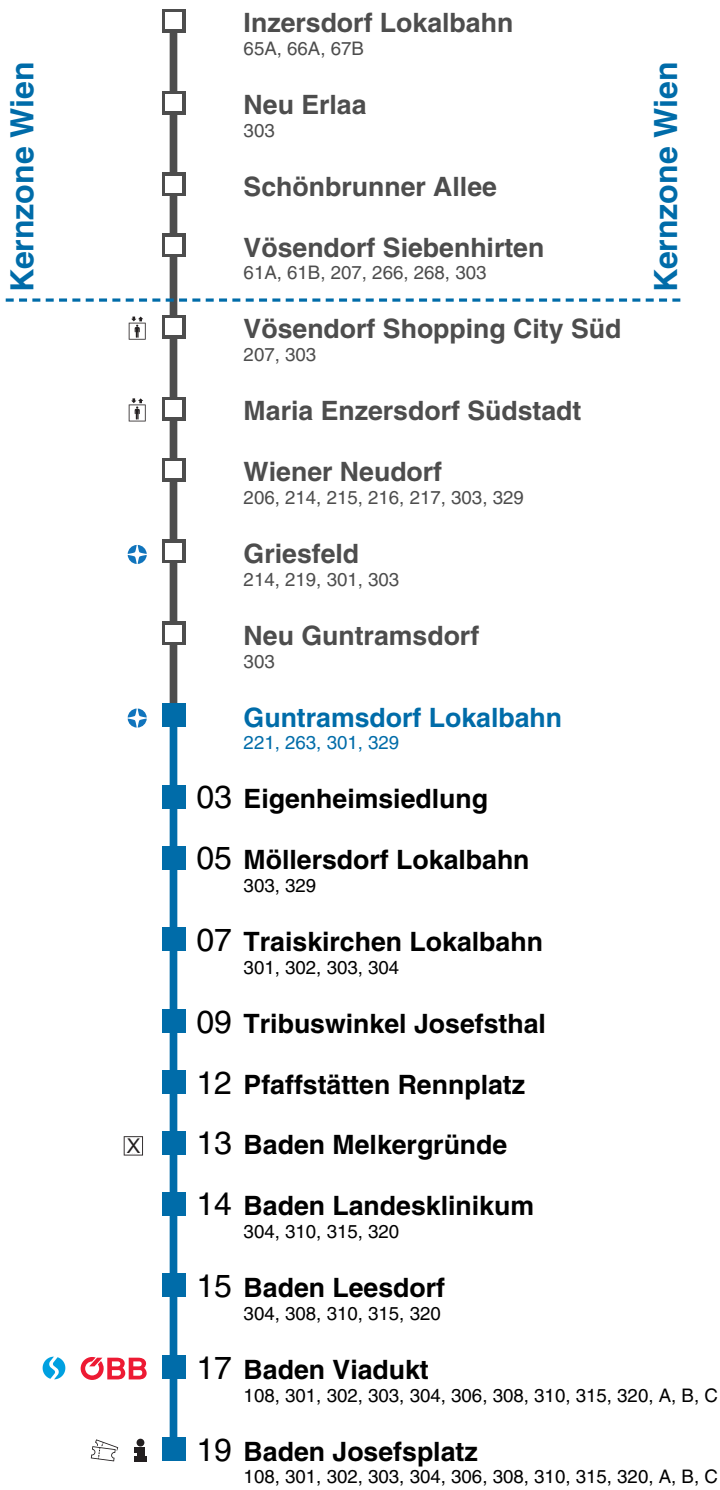 Inzersdorf Lokalbahn
65A, 66A, 67B
Kernzone Wien
Kernzone Wien
Neu Erlaa
303
Schönbrunner Allee
Vösendorf Siebenhirten
61A, 61B, 207, 266, 268, 303
Vösendorf Shopping City Süd
207, 303
Maria Enzersdorf Südstadt
Wiener Neudorf
206, 214, 215, 216, 217, 303, 329
Griesfeld
214, 219, 301, 303
Neu Guntramsdorf
303
Guntramsdorf Lokalbahn
221, 263, 301, 329
03 Eigenheimsiedlung
05 Möllersdorf Lokalbahn
303, 329
07 Traiskirchen Lokalbahn
301, 302, 303, 304
09 Tribuswinkel Josefsthal
12 Pfaffstätten Rennplatz
X 13 Baden Melkergründe
14 Baden Landesklinikum
304, 310, 315, 320
15 Baden Leesdorf
304, 308, 310, 315, 320
ÖBB 17 Baden Viadukt
108, 301, 302, 303, 304, 306, 308, 310, 315, 320, A, B, C
i 19 Baden Josefsplatz
108, 301, 302, 303, 304, 306, 308, 310, 315, 320, A, B, C